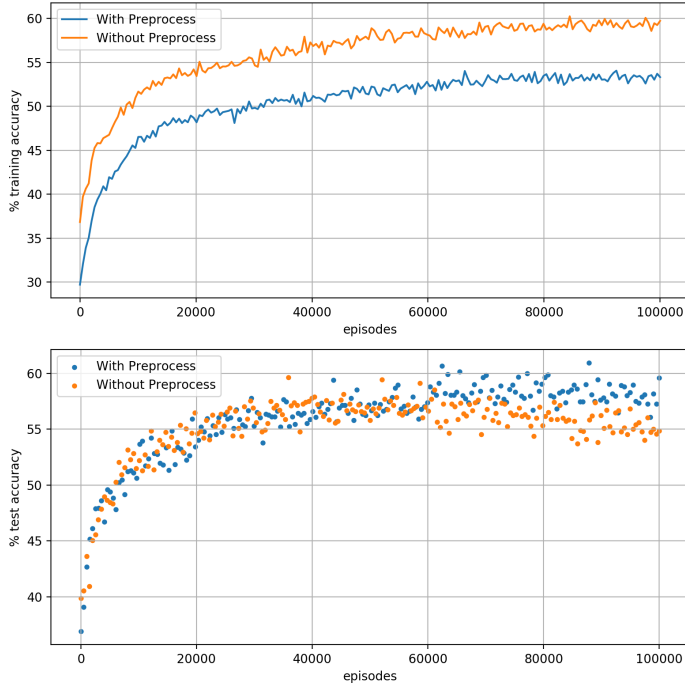 60
55
50
45
40
35
30
% training accuracy
With Preprocess
Without Preprocess
0 20000 40000 60000 80000 100000
episodes
60
55
50
45
40
% test accuracy
With Preprocess
Without Preprocess
0 20000 40000 60000 80000 100000
episodes